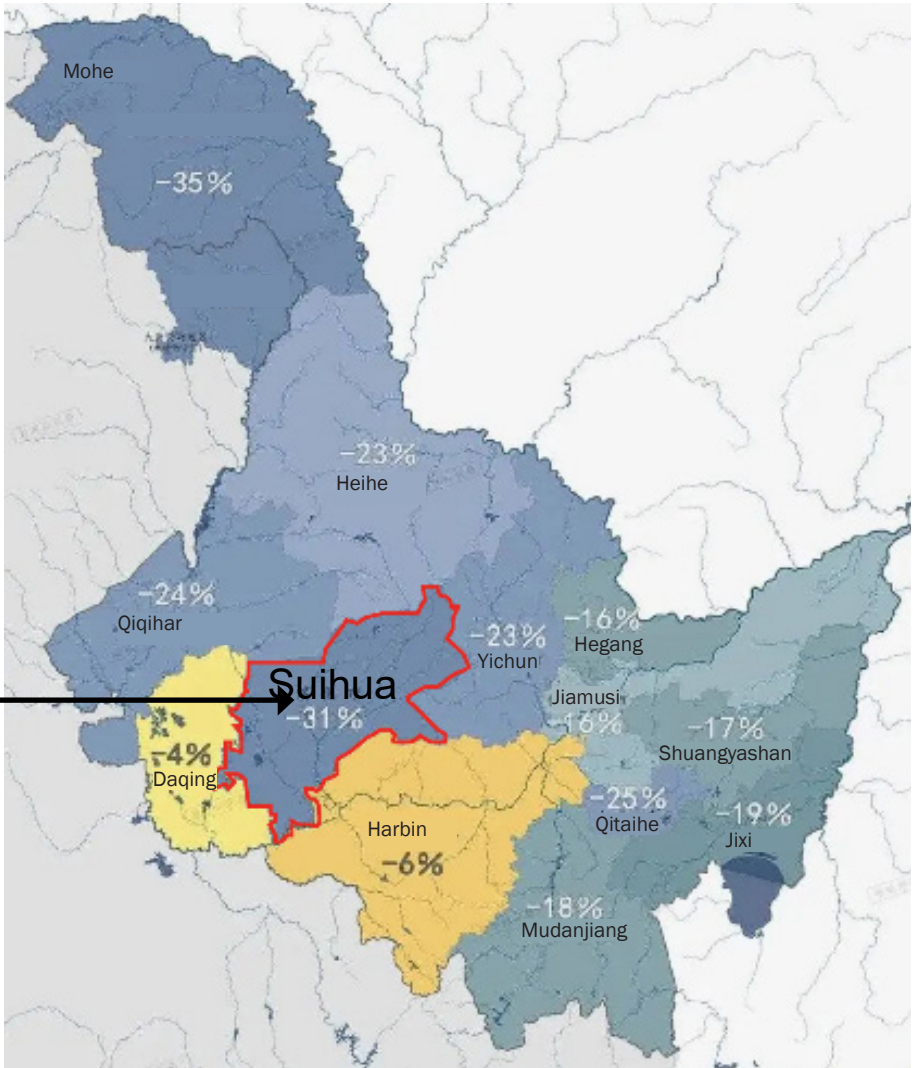 Mohe
-35%
-23%
Heihe
-24%
Qiqihar
-16%
Hegang
-23%
Yichun
Suihua
-31%
Jiamusi
-16%
-17%
Shuangyashan
-4%
Daqing
-25%
Qitaihe
-19%
Jixi
Harbin
-6%
-18%
Mudanjiang